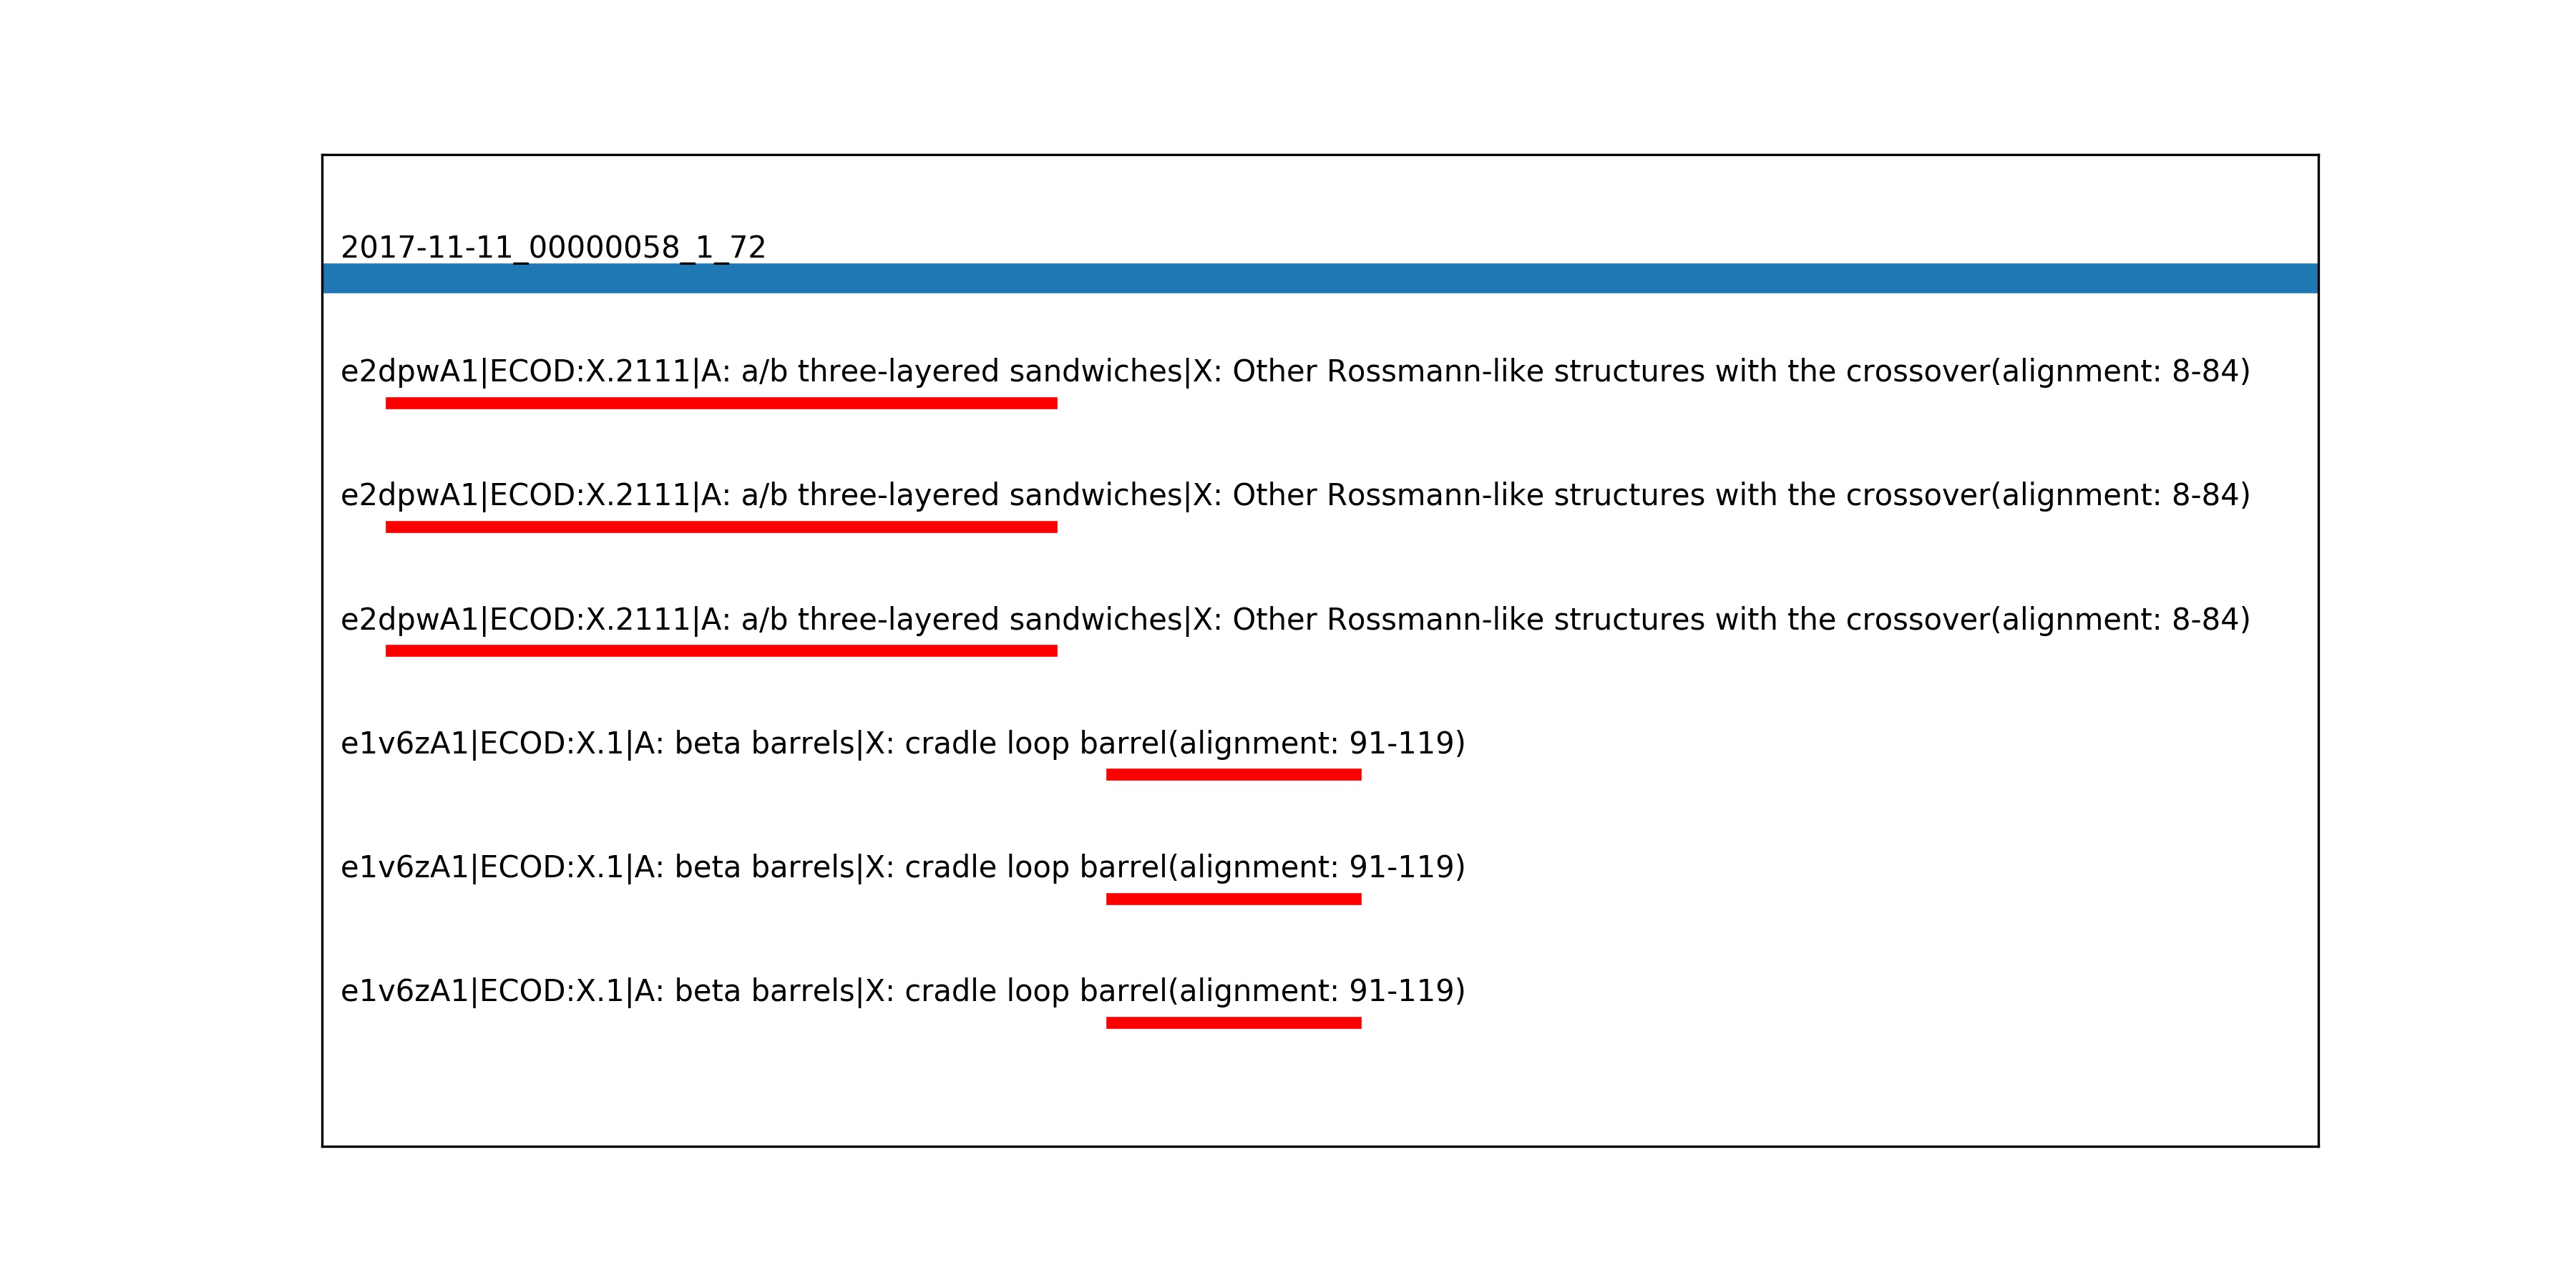 2017-11-11_00000058_1_72
e2dpwA1|ECOD:X.2111|A: a/b three-layered sandwiches|X: Other Rossmann-like structures with the crossover(alignment: 8-84)
e2dpwA1|ECOD:X.2111|A: a/b three-layered sandwiches|X: Other Rossmann-like structures with the crossover(alignment: 8-84)
e2dpwA1|ECOD:X.2111|A: a/b three-layered sandwiches|X: Other Rossmann-like structures with the crossover(alignment: 8-84)
e1v6zA1|ECOD:X.1|A: beta barrels|X: cradle loop barrel(alignment: 91-119)
e1v6zA1|ECOD:X.1|A: beta barrels|X: cradle loop barrel(alignment: 91-119)
e1v6zA1|ECOD:X.1|A: beta barrels|X: cradle loop barrel(alignment: 91-119)